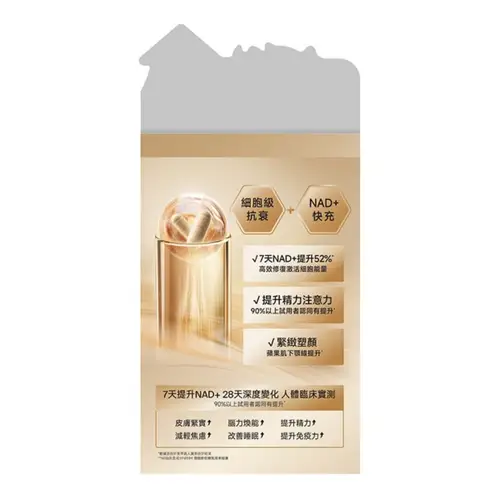 細胞級
抗衰
+
NAD+
快充
√7天NAD+提升52%*
高效修復激活細胞能量
√提升精力注意力
90%以上試用者認同有提升*
√緊緻塑顏
蘋果肌下頷緣提升*
7天提升NAD+ 28天深度變化 人體臨床實測
90%以上試用者認同有提升*
皮膚緊實↑ 腦力煥能↑ 提升精力↑
減輕焦慮↑ 改善睡眠↑ 提升免疫力↑